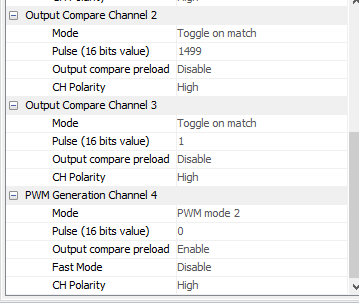 CH Polarity High
Output Compare Channel 2
Mode Toggle on match
Pulse (16 bits value) 1499
Output compare preload Disable
CH Polarity High
Output Compare Channel 3
Mode Toggle on match
Pulse (16 bits value) 1
Output compare preload Disable
CH Polarity High
PWM Generation Channel 4
Mode PWM mode 2
Pulse (16 bits value) 0
Output compare preload Enable
Fast Mode Disable
CH Polarity High